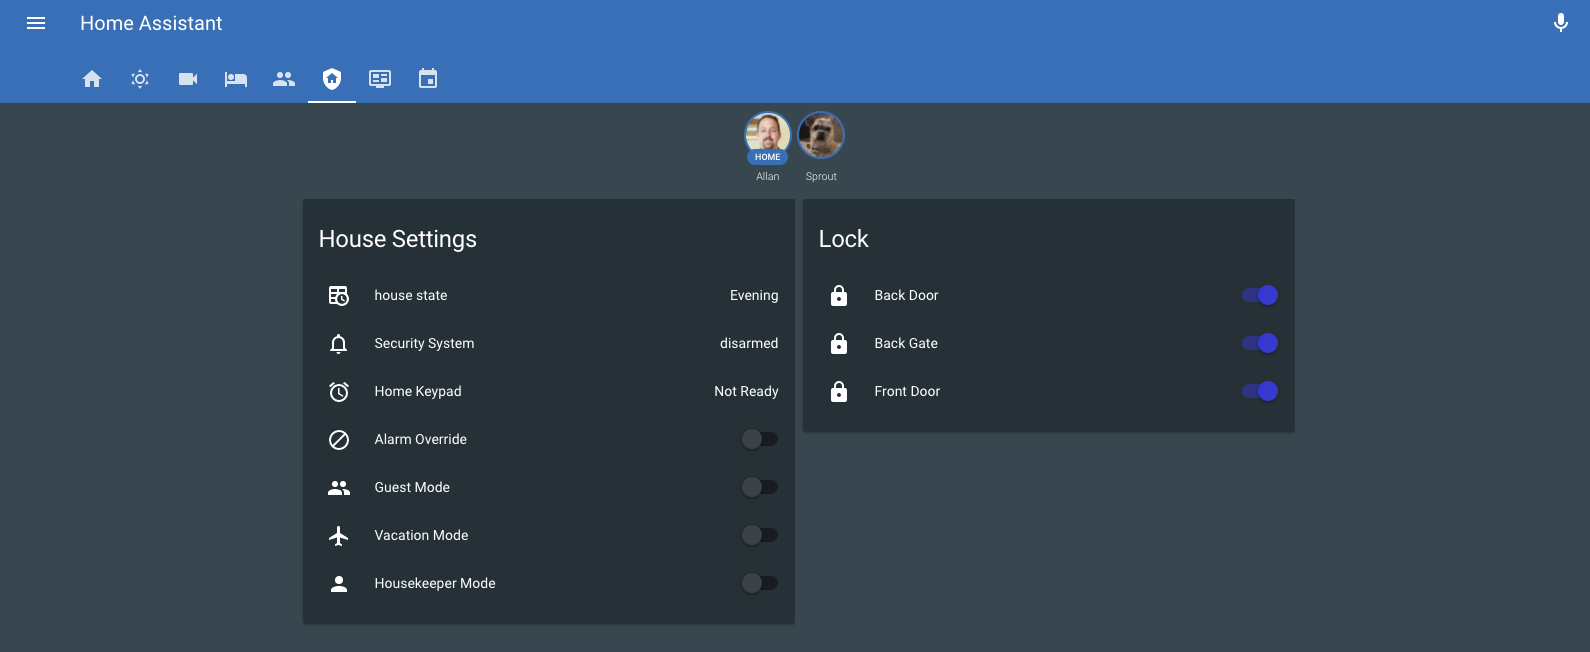 Home Assistant
HOME
Allan
Sprout
House Settings
house state
Evening
Security System
disarmed
Home Keypad
Not Ready
Alarm Override
Guest Mode
Vacation Mode
Housekeeper Mode
Lock
Back Door
Back Gate
Front Door